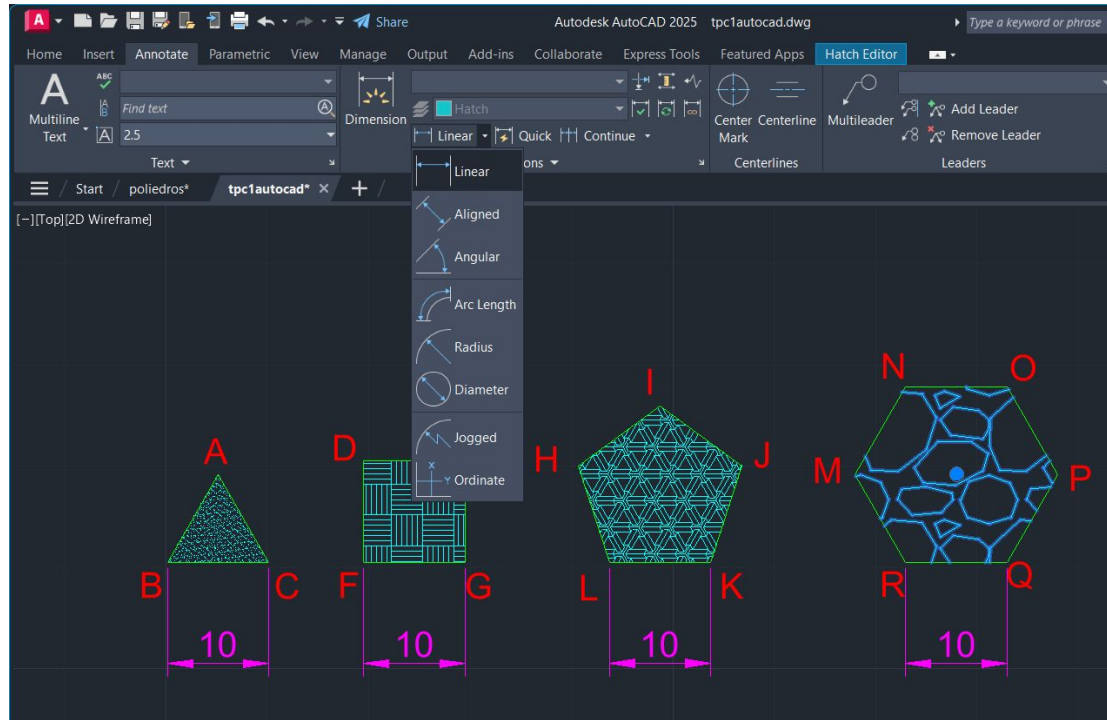 A Share Autodesk AutoCAD 2025 tpc1autocad.dwg Type a keyword or phrase
Home Insert Annotate Parametric View Manage Output Add-ins Collaborate Express Tools Featured Apps Hatch Editor
A ABC
Multiline Text
Find text
A 2.5
Text
Dimension
Hatch
Linear Quick Continue
ons
Center Mark Centerline
Centerlines
Multileader
Add Leader
Remove Leader
Leaders
Start poliedros* tpc1autocad*
[−][Top][2D Wireframe]
Linear
Aligned
Angular
Arc Length
Radius
Diameter
Jogged
X
Y Ordinate
A
B C
10
D
F G
10
I
H J
L K
10
N O
M P
R Q
10